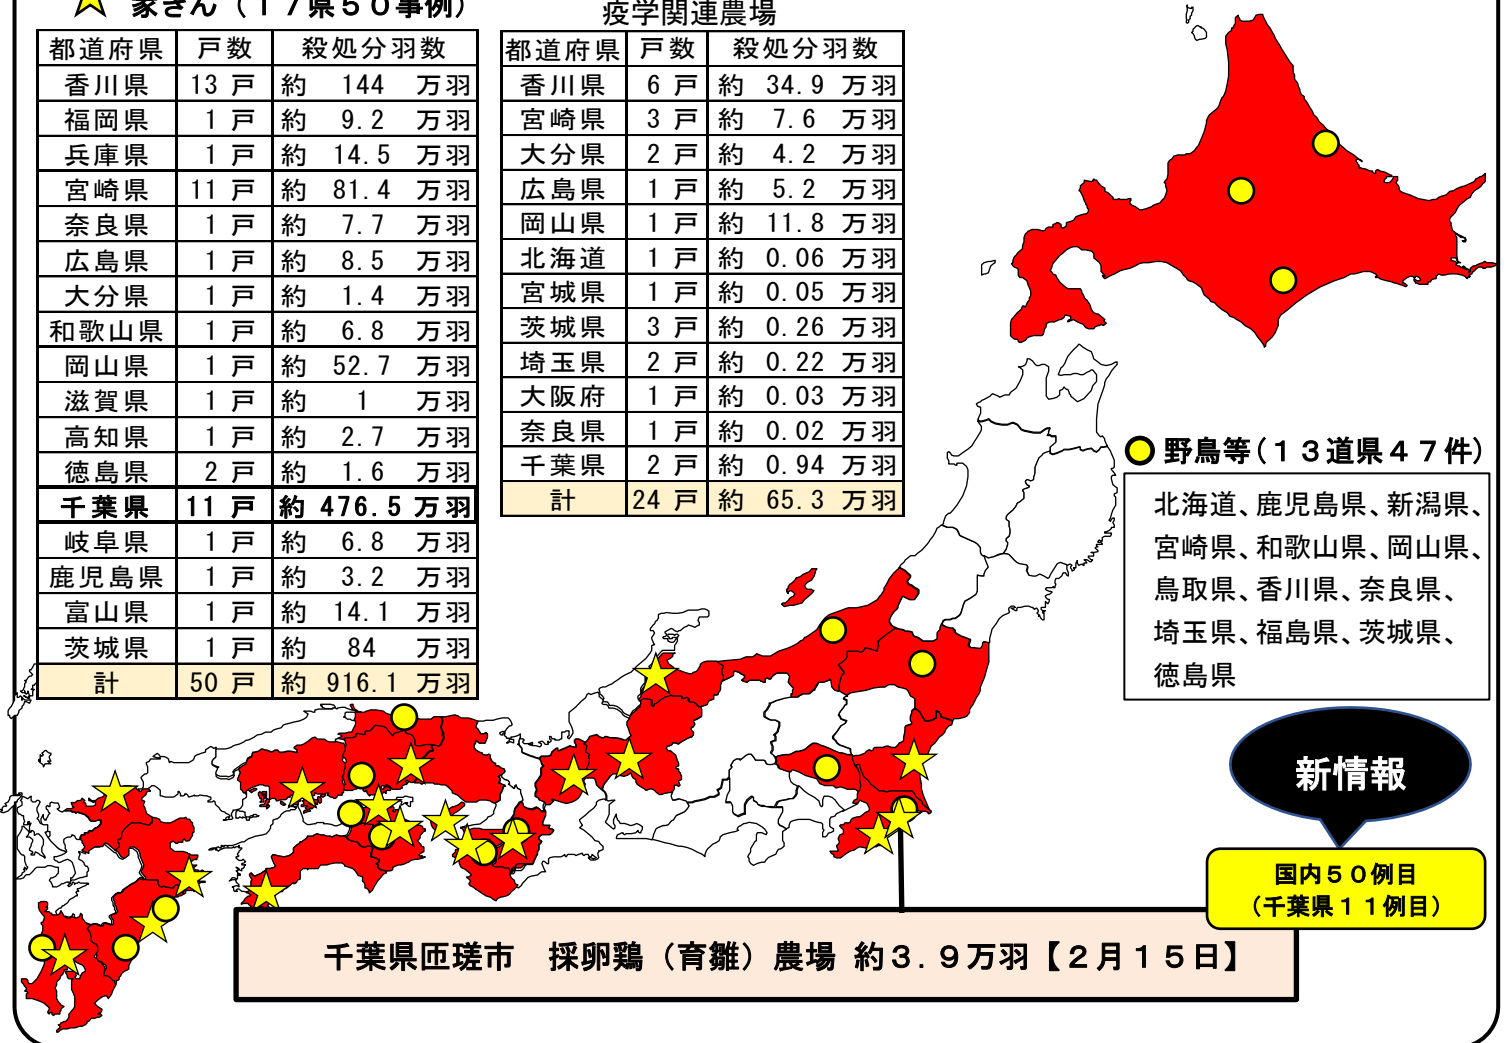 家きん（１７県５０事例）
都道府県 戸数 殺処分羽数
香川県 13 戸 約 144 万羽
福岡県 1 戸 約 9.2 万羽
兵庫県 1 戸 約 14.5 万羽
宮崎県 11 戸 約 81.4 万羽
奈良県 1 戸 約 7.7 万羽
広島県 1 戸 約 8.5 万羽
大分県 1 戸 約 1.4 万羽
和歌山県 1 戸 約 6.8 万羽
岡山県 1 戸 約 52.7 万羽
滋賀県 1 戸 約 1 万羽
高知県 1 戸 約 2.7 万羽
徳島県 2 戸 約 1.6 万羽
千葉県 11 戸 約 476.5 万羽
岐阜県 1 戸 約 6.8 万羽
鹿児島県 1 戸 約 3.2 万羽
富山県 1 戸 約 14.1 万羽
茨城県 1 戸 約 84 万羽
計 50 戸 約 916.1 万羽
疫学関連農場
都道府県 戸数 殺処分羽数
香川県 6 戸 約 34.9 万羽
宮崎県 3 戸 約 7.6 万羽
大分県 2 戸 約 4.2 万羽
広島県 1 戸 約 5.2 万羽
岡山県 1 戸 約 11.8 万羽
北海道 1 戸 約 0.06 万羽
宮城県 1 戸 約 0.05 万羽
茨城県 3 戸 約 0.26 万羽
埼玉県 2 戸 約 0.22 万羽
大阪府 1 戸 約 0.03 万羽
奈良県 1 戸 約 0.02 万羽
千葉県 2 戸 約 0.94 万羽
計 24 戸 約 65.3 万羽
野鳥等（１３道県４７件）
北海道、鹿児島県、新潟県、
宮崎県、和歌山県、岡山県、
鳥取県、香川県、奈良県、
埼玉県、福島県、茨城県、
徳島県
新情報
国内５０例目
（千葉県１１例目）
千葉県匝瑳市　採卵鶏（育雛）農場 約３．９万羽【２月１５日】